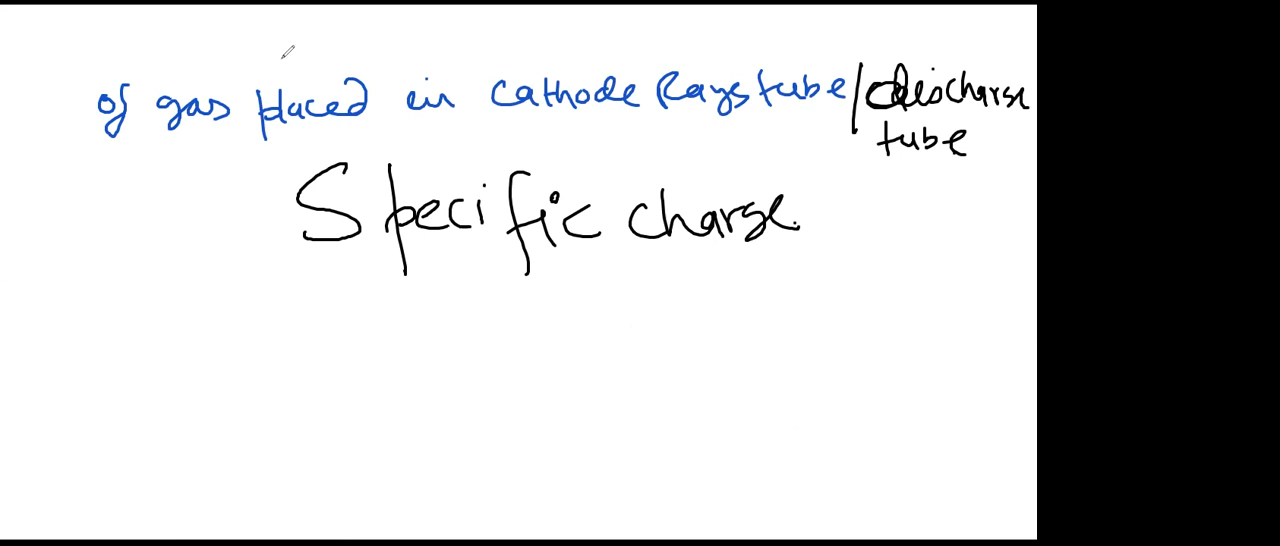 of gas placed in cathode Rays tube/discharge
tube
Specific charge